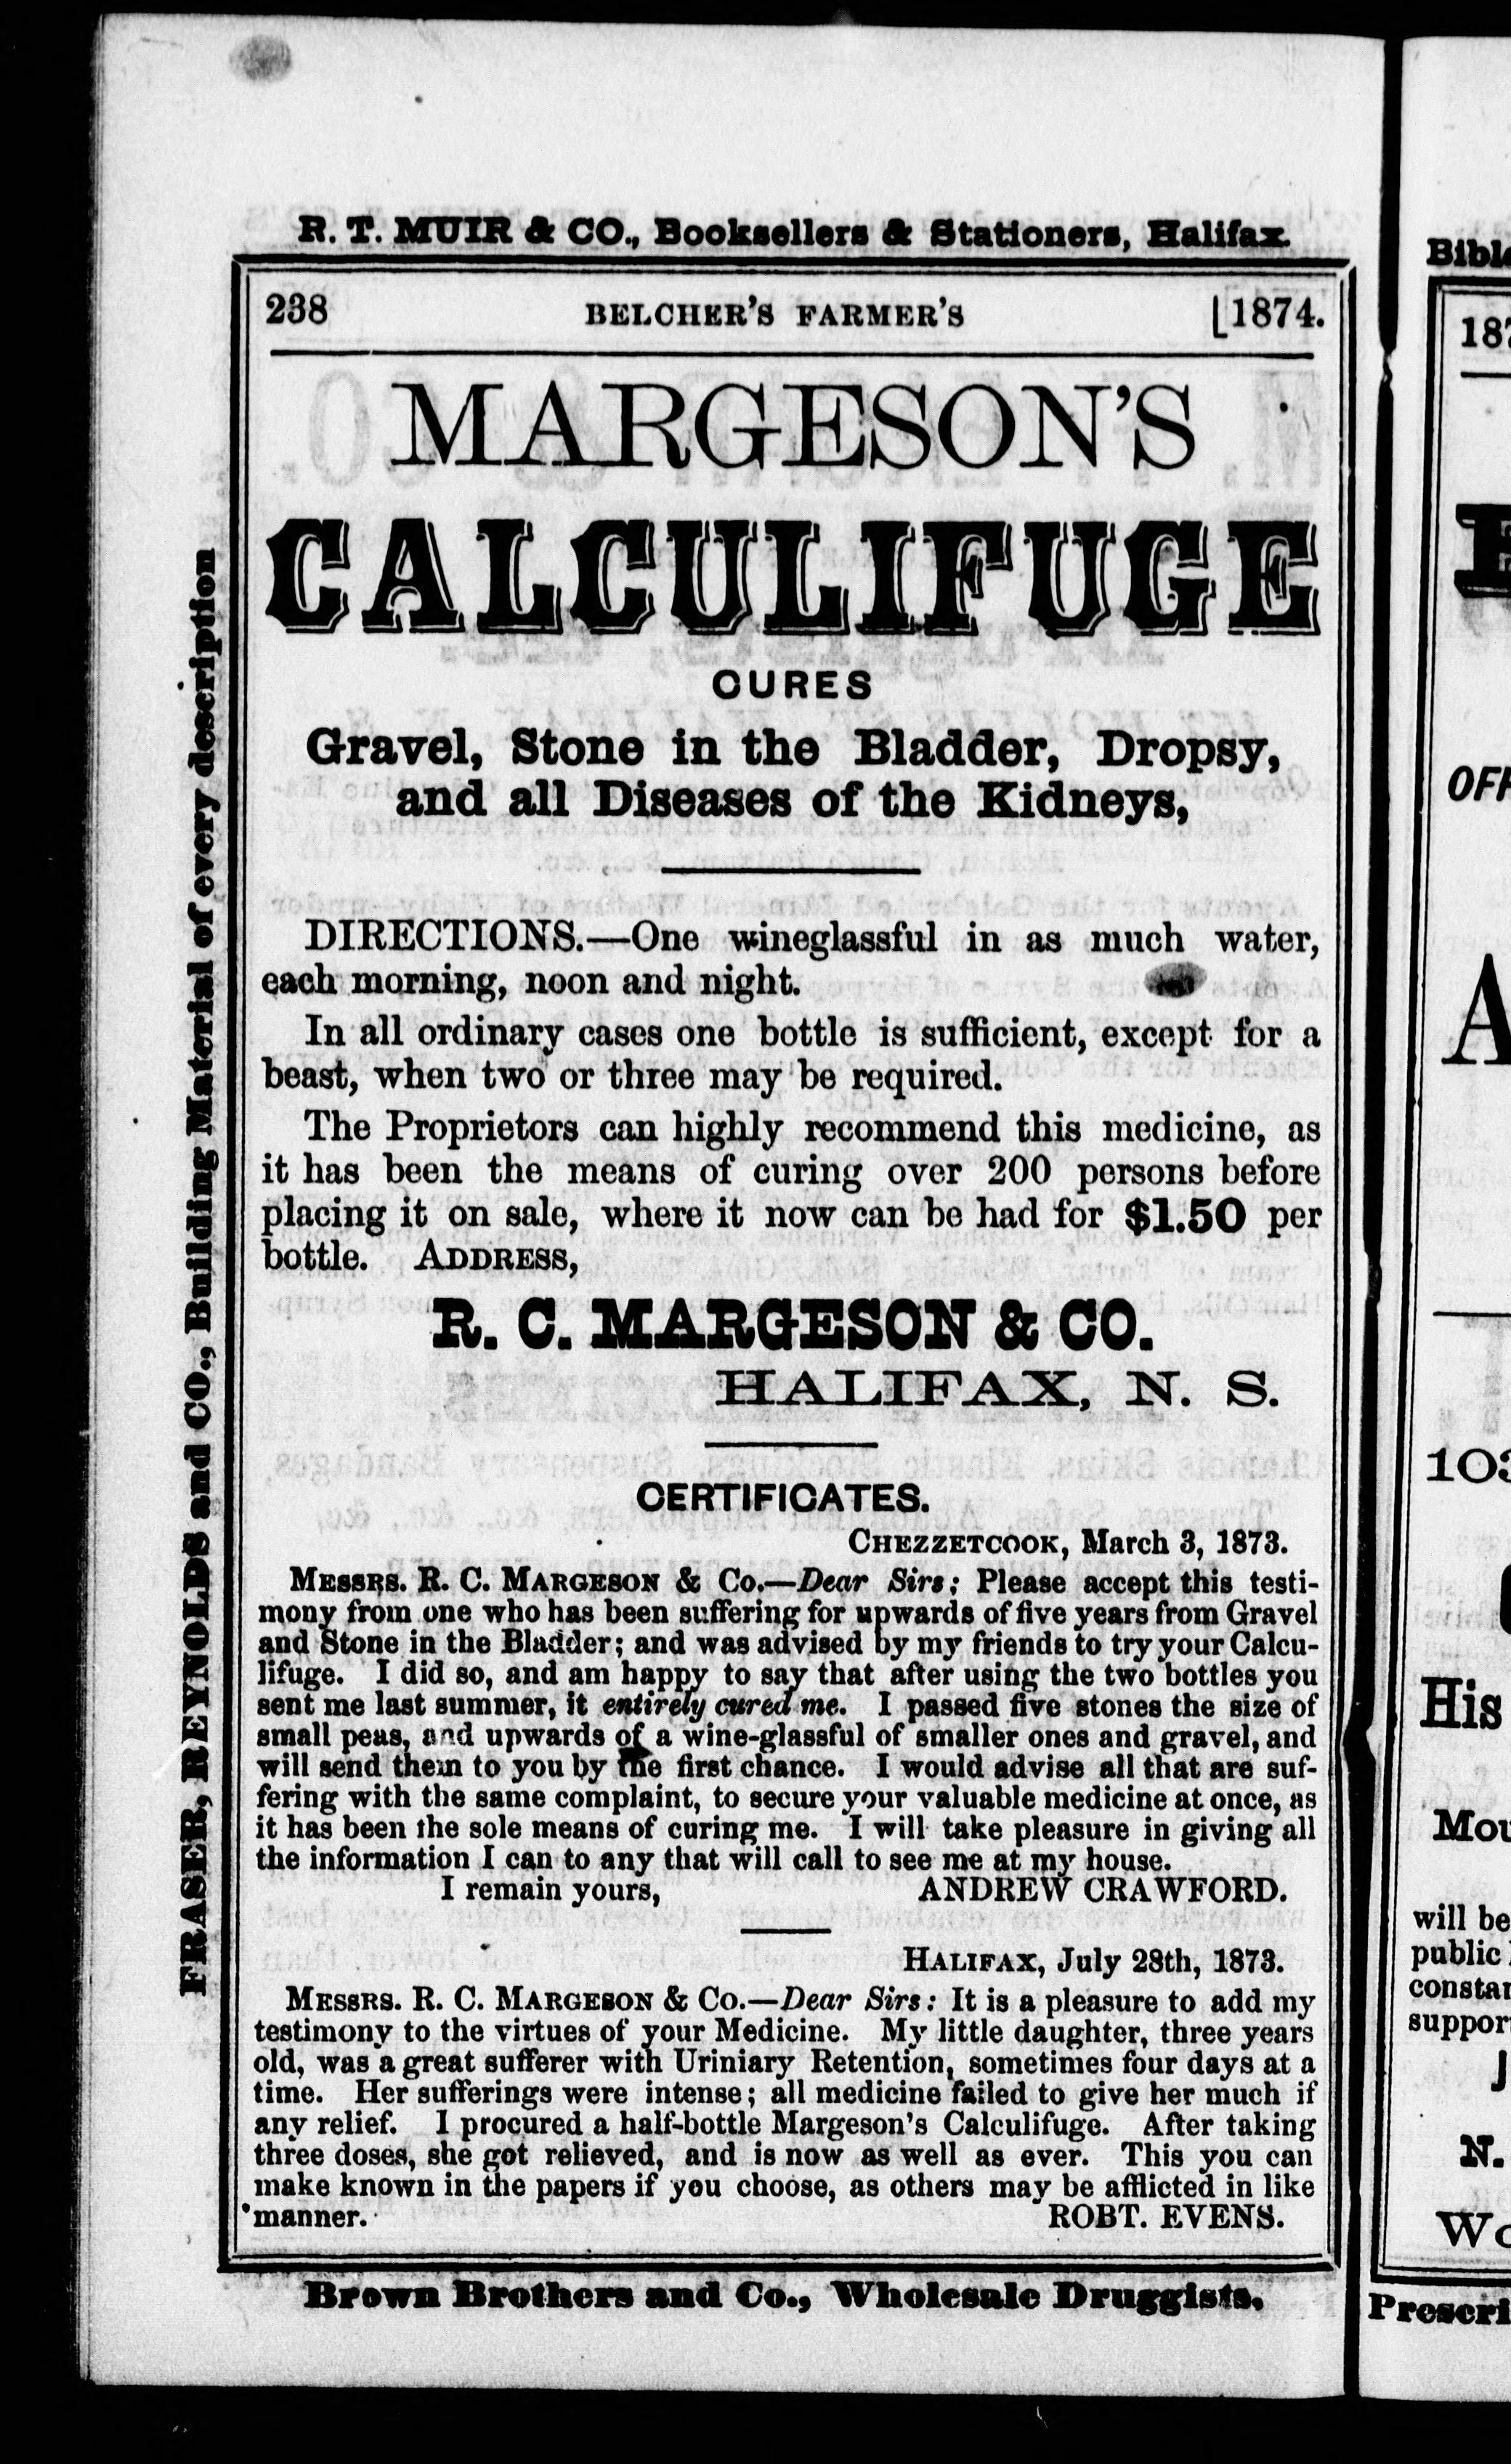 R. T. MUIR & CO., Booksellers & Stationers, Halifax.
238 BELCHER'S FARMER'S [1874.
MARGESON'S
CALCULIFUGE
CURES
Gravel, Stone in the Bladder, Dropsy,
and all Diseases of the Kidneys,
DIRECTIONS.—One wineglassful in as much water,
each morning, noon and night.
In all ordinary cases one bottle is sufficient, except for a
beast, when two or three may be required.
The Proprietors can highly recommend this medicine, as
it has been the means of curing over 200 persons before
placing it on sale, where it now can be had for $1.50 per
bottle. ADDRESS,
R. C. MARGESON & CO.
HALIFAX, N. S.
CERTIFICATES.
CHEZZETCOOK, March 3, 1873.
MESSRS. R. C. MARGESON & Co.—Dear Sirs: Please accept this testi-
mony from one who has been suffering for upwards of five years from Gravel
and Stone in the Bladder; and was advised by my friends to try your Calcu-
lifuge. I did so, and am happy to say that after using the two bottles you
sent me last summer, it entirely cured me. I passed five stones the size of
small peas, and upwards of a wine-glassful of smaller ones and gravel, and
will send them to you by the first chance. I would advise all that are suf-
fering with the same complaint, to secure your valuable medicine at once, as
it has been the sole means of curing me. I will take pleasure in giving all
the information I can to any that will call to see me at my house.
I remain yours, ANDREW CRAWFORD.
HALIFAX, July 28th, 1873.
MESSRS. R. C. MARGESON & Co.—Dear Sirs: It is a pleasure to add my
testimony to the virtues of your Medicine. My little daughter, three years
old, was a great sufferer with Uriniary Retention, sometimes four days at a
time. Her sufferings were intense; all medicine failed to give her much if
any relief. I procured a half-bottle Margeson's Calculifuge. After taking
three doses, she got relieved, and is now as well as ever. This you can
make known in the papers if you choose, as others may be afflicted in like
manner. ROBT. EVENS.
Brown Brothers and Co., Wholesale Druggists.
FRASER, REYNOLDS and CO., Building Material of every description
OFF
A
103
His
will be
public
N.